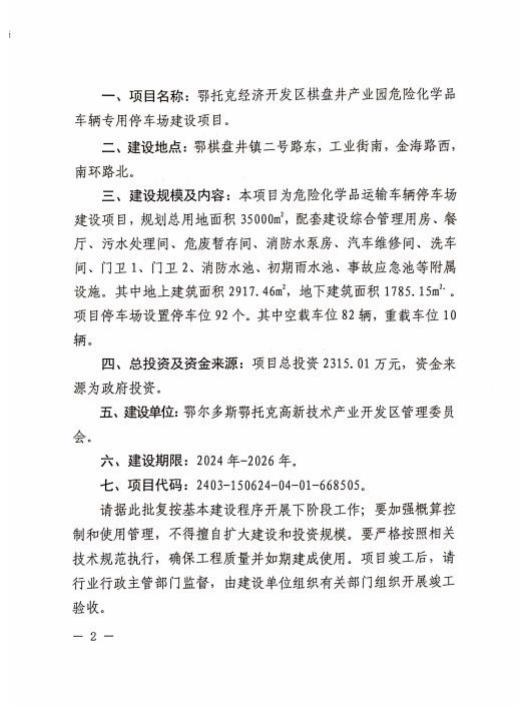 一、项目名称：鄂托克经济开发区棋盘井产业园危险化学品
车辆专用停车场建设项目。
二、建设地点：鄂棋盘井镇二号路东，工业街南，金海路西，
南环路北。
三、建设规模及内容：本项目为危险化学品运输车辆停车场
建设项目，规划总用地面积 35000㎡，配套建设综合管理用房、餐
厅、污水处理间、危废暂存间、消防水泵房、汽车维修间、洗车
间、门卫 1、门卫 2、消防水池、初期雨水池、事故应急池等附属
设施。其中地上建筑面积 2917.46㎡，地下建筑面积 1785.15㎡。
项目停车场设置停车位 92 个。其中空载车位 82 辆，重载车位 10
辆。
四、总投资及资金来源：项目总投资 2315.01 万元，资金来
源为政府投资。
五、建设单位：鄂尔多斯鄂托克高新技术产业开发区管理委员
会。
六、建设期限：2024 年-2026 年。
七、项目代码：2403-150624-04-01-668505。
请据此批复按基本建设程序开展下阶段工作；要加强概算控
制和使用管理，不得擅自扩大建设和投资规模。要严格按照相关
技术规范执行，确保工程质量并如期建成使用。项目竣工后，请
行业行政主管部门监督，由建设单位组织有关部门组织开展竣工
验收。
— 2 —